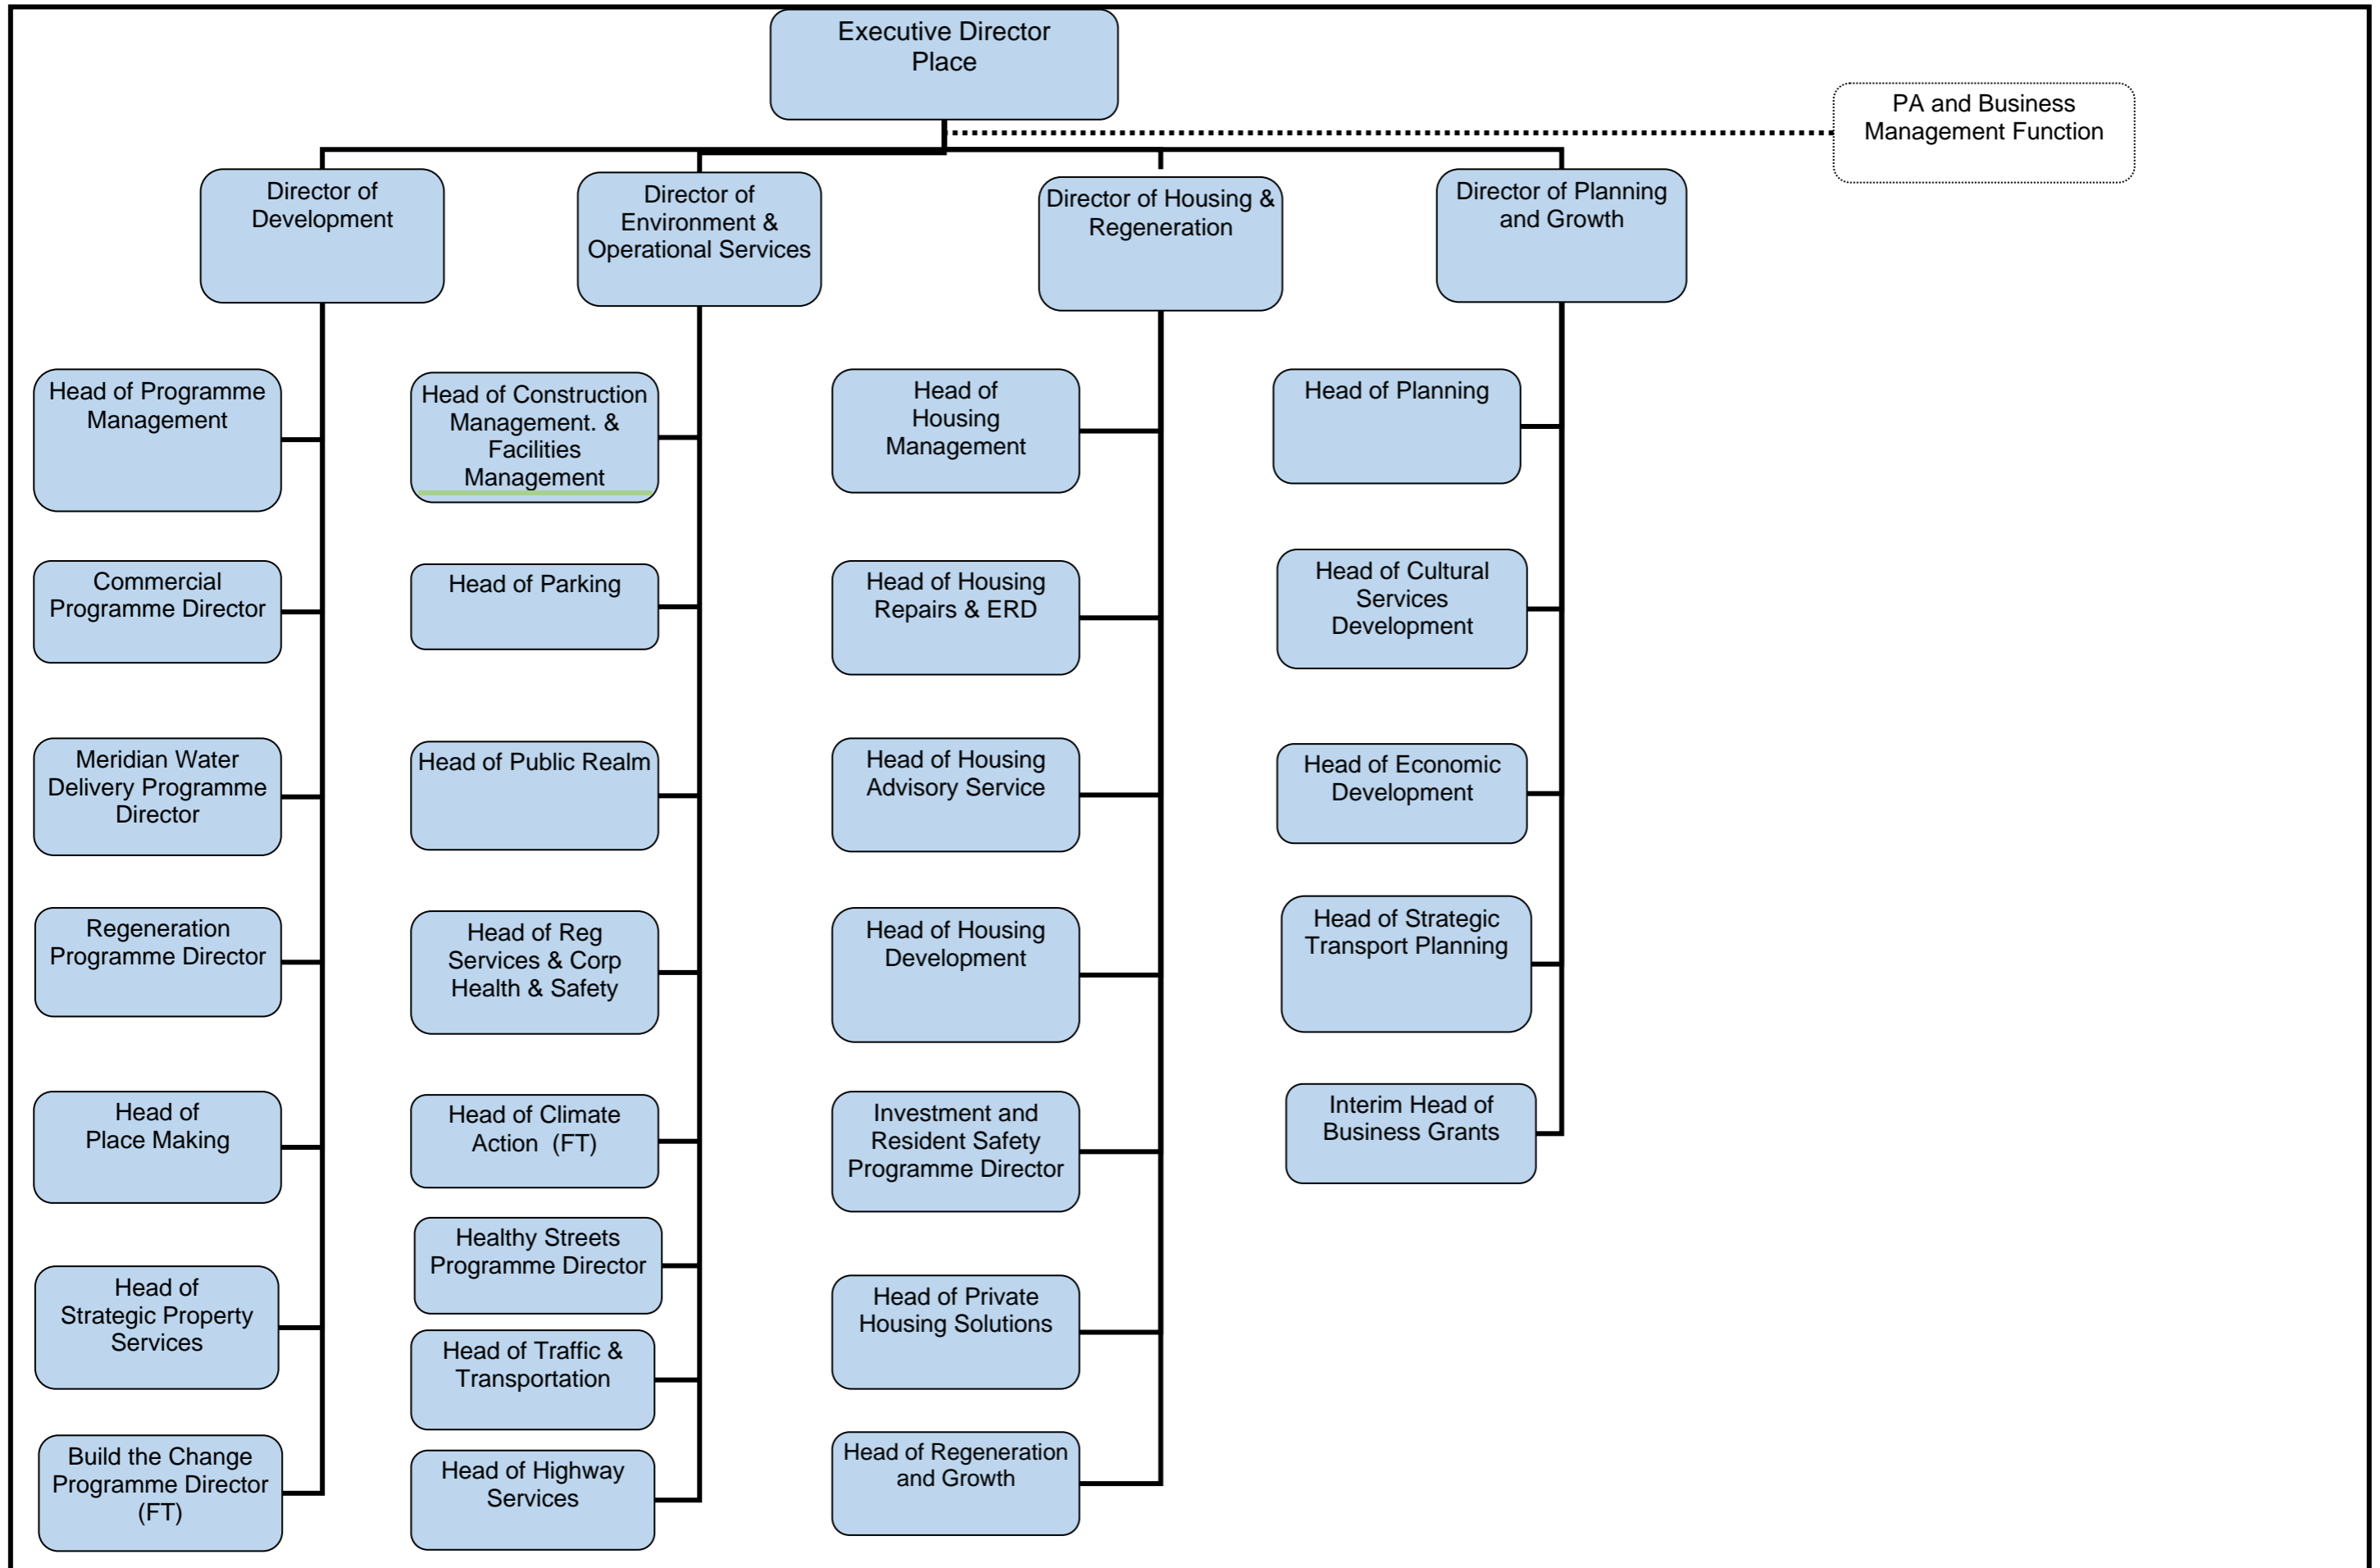 Executive Director
Place
PA and Business
Management Function
Director of
Development
Director of
Environment &
Operational Services
Director of Housing &
Regeneration
Director of Planning
and Growth
Head of Programme
Management
Commercial
Programme Director
Meridian Water
Delivery Programme
Director
Regeneration
Programme Director
Head of
Place Making
Head of
Strategic Property
Services
Build the Change
Programme Director
(FT)
Head of Construction
Management. &
Facilities
Management
Head of Parking
Head of Public Realm
Head of Reg
Services & Corp
Health & Safety
Head of Climate
Action (FT)
Healthy Streets
Programme Director
Head of Traffic &
Transportation
Head of Highway
Services
Head of
Housing
Management
Head of Housing
Repairs & ERD
Head of Housing
Advisory Service
Head of Housing
Development
Investment and
Resident Safety
Programme Director
Head of Private
Housing Solutions
Head of Regeneration
and Growth
Head of Planning
Head of Cultural
Services
Development
Head of Economic
Development
Head of Strategic
Transport Planning
Interim Head of
Business Grants